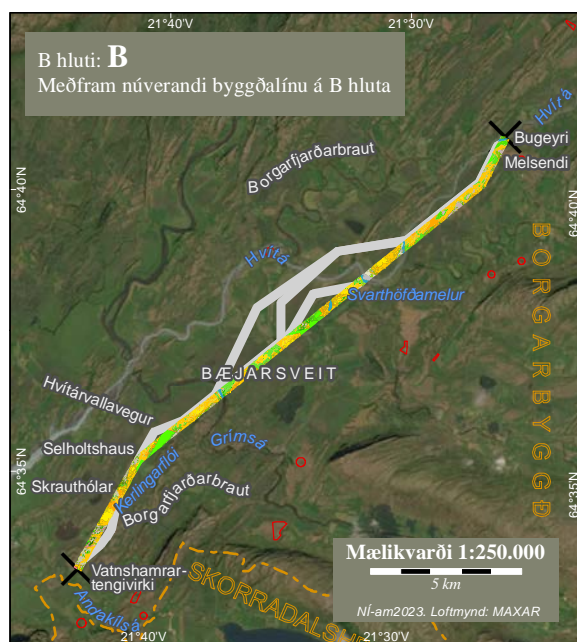 21°40'V
21°30'V
B hluti: B
Meðfram núverandi byggðalínu á B hluta
Hvítá
Bugeyri
Melsendi
Borgarfjarðarbraut
64°40'N
64°40'N
BORGARBYGGÐ
Hvítá
Svarthöfðamelur
BÆJARSVEIT
Hvítárvallavegur
Grímsá
Selholtshaus
64°35'N
64°35'N
Kerlingarflói
Skrauthólar
Borgarfjarðarbraut
Vatnshamrar-
tengivirki
SKORRADALSH
Andakílsá
Mælikvarði 1:250.000
5 km
NÍ-am2023. Loftmynd: MAXAR
21°40'V
21°30'V